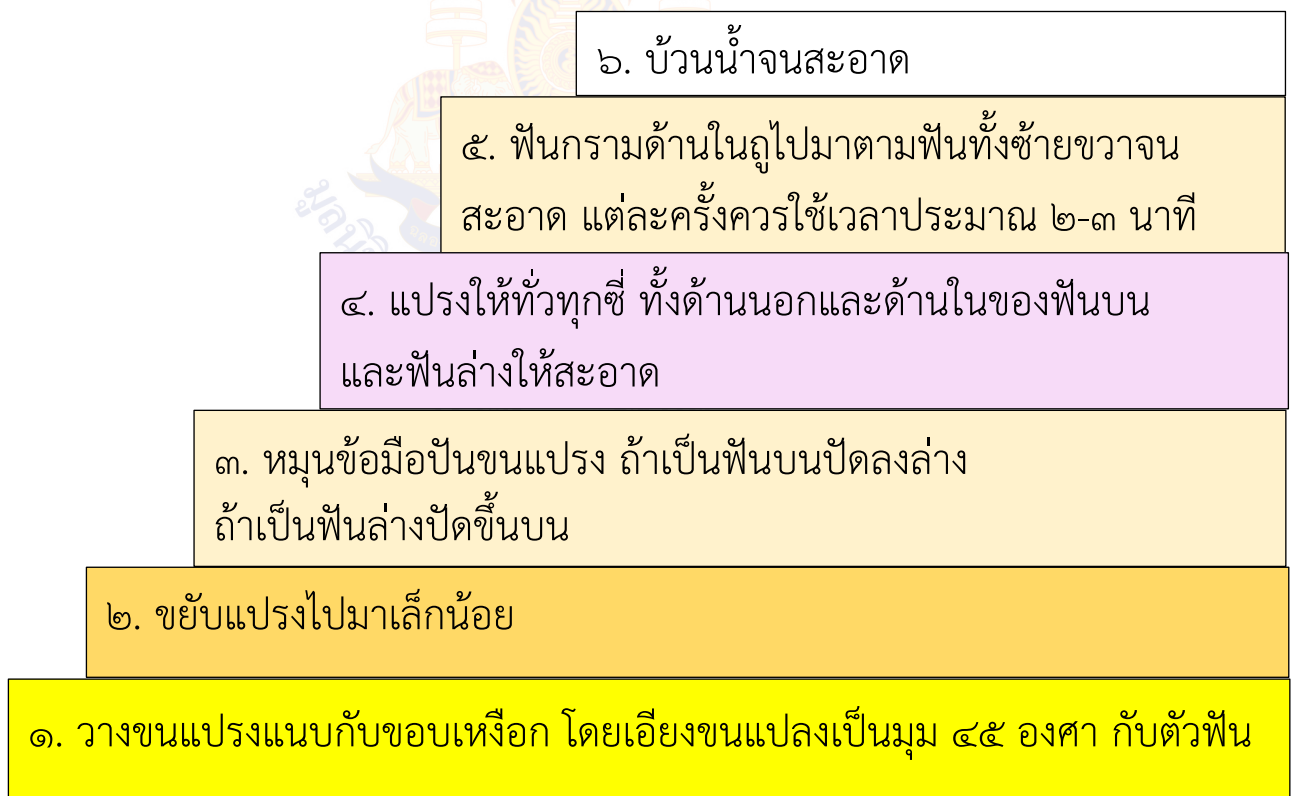 ๖. บ้วนน้ำจนสะอาด
๕. ฟันกรามด้านในถูไปมาตามฟันทั้งซ้ายขวาจน
สะอาด แต่ละครั้งควรใช้เวลาประมาณ ๒-๓ นาที
๔. แปรงให้ทั่วทุกซี่ ทั้งด้านนอกและด้านในของฟันบน
และฟันล่างให้สะอาด
๓. หมุนข้อมือปันขนแปรง ถ้าเป็นฟันบนปัดลงล่าง
ถ้าเป็นฟันล่างปัดขึ้นบน
๒. ขยับแปรงไปมาเล็กน้อย
๑. วางขนแปรงแนบกับขอบเหงือก โดยเอียงขนแปลงเป็นมุม ๔๕ องศา กับตัวฟัน